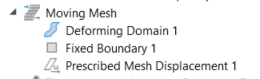 Moving Mesh
Deforming Domain 1
Fixed Boundary 1
Prescribed Mesh Displacement 1